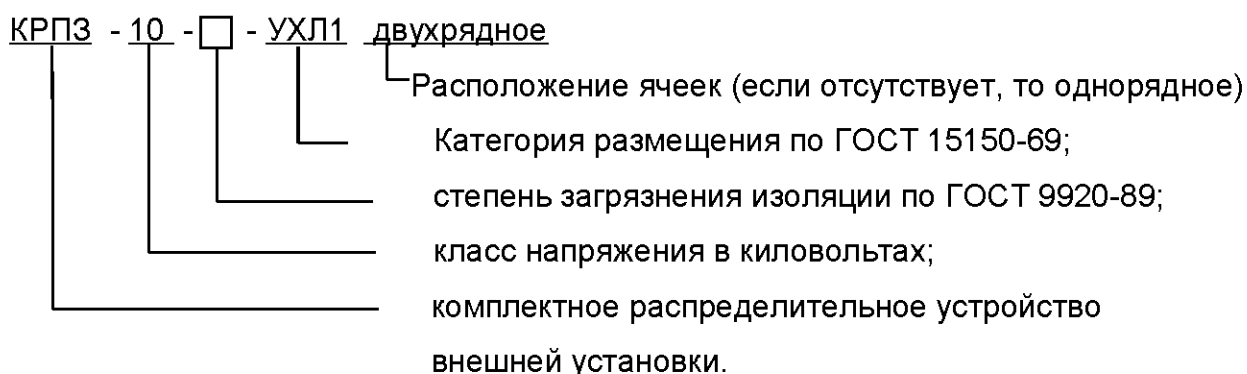 КРПЗ - 10 - □ - УХЛ1 двухрядное
Расположение ячеек (если отсутствует, то однорядное)
Категория размещения по ГОСТ 15150-69;
степень загрязнения изоляции по ГОСТ 9920-89;
класс напряжения в киловольтах;
комплектное распределительное устройство
внешней установки.